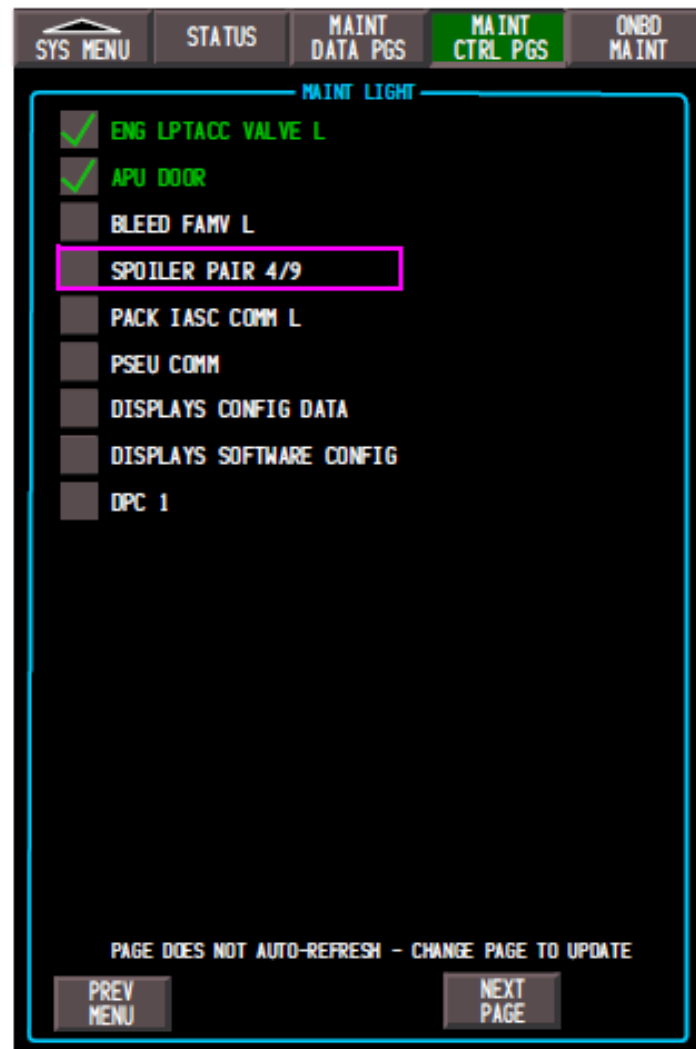 SYS MENU
STATUS
MAINT
DATA PGS
MAINT
CTRL PGS
ONBD
MAINT
MAINT LIGHT
ENG LPTACC VALVE L
APU DOOR
BLEED FAMV L
SPOILER PAIR 4/9
PACK IASC COMM L
PSEU COMM
DISPLAYS CONFIG DATA
DISPLAYS SOFTWARE CONFIG
DPC 1
PAGE DOES NOT AUTO-REFRESH - CHANGE PAGE TO UPDATE
PREV
MENU
NEXT
PAGE